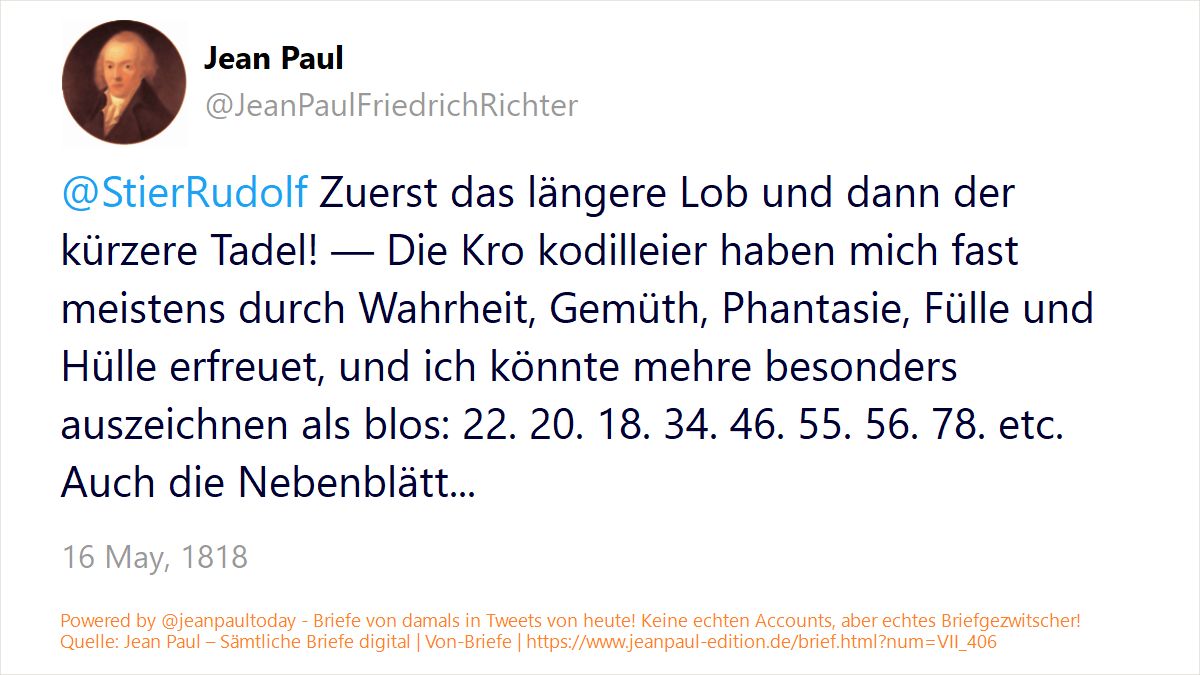 Jean Paul
@JeanPaulFriedrichRichter
@StierRudolf Zuerst das längere Lob und dann der
kürzere Tadel! — Die Kro kodilleier haben mich fast
meistens durch Wahrheit, Gemüth, Phantasie, Fülle und
Hülle erfreuet, und ich könnte mehre besonders
auszeichnen als blos: 22. 20. 18. 34. 46. 55. 56. 78. etc.
Auch die Nebenblätt...
16 May, 1818
Powered by @jeanpaultoday - Briefe von damals in Tweets von heute! Keine echten Accounts, aber echtes Briefgezwitscher!
Quelle: Jean Paul – Sämtliche Briefe digital | Von-Briefe | https://www.jeanpaul-edition.de/brief.html?num=VII_406